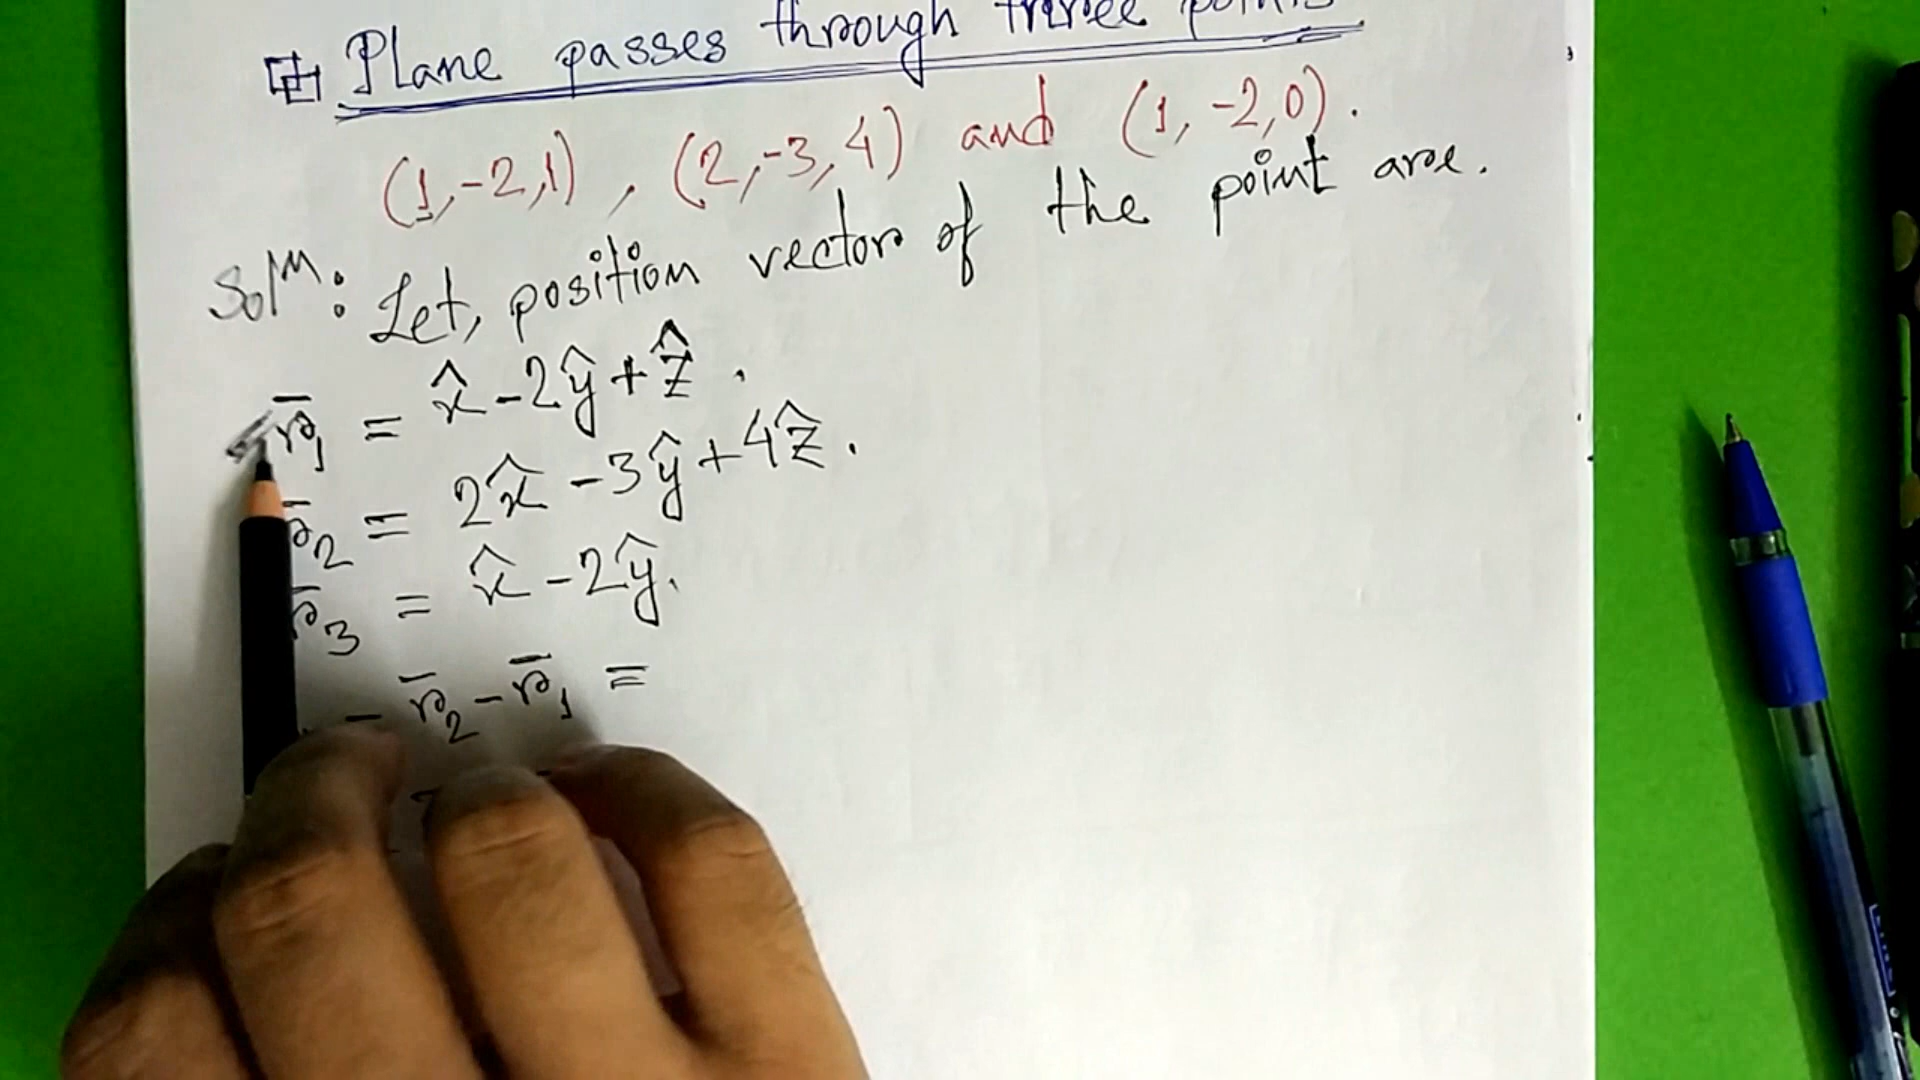 Plane passes through three points
(1,-2,1), (2,-3,4) and (1,-2,0).
Solⁿ: Let, position vector of the point are.
r̄₁ = x̂ - 2ŷ + ẑ.
r̄₂ = 2x̂ - 3ŷ + 4ẑ.
r̄₃ = x̂ - 2ŷ.
r̄₂ - r̄₁ =